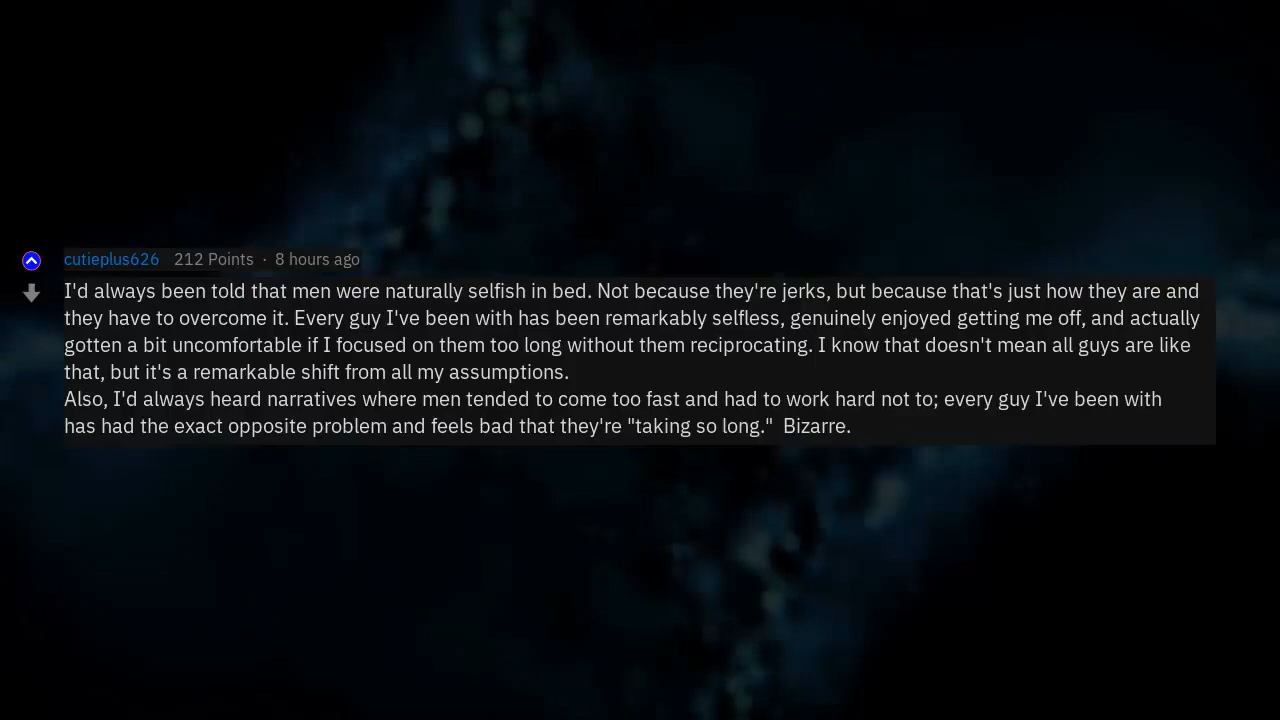 cutieplus626 212 Points · 8 hours ago
I'd always been told that men were naturally selfish in bed. Not because they're jerks, but because that's just how they are and
they have to overcome it. Every guy I've been with has been remarkably selfless, genuinely enjoyed getting me off, and actually
gotten a bit uncomfortable if I focused on them too long without them reciprocating. I know that doesn't mean all guys are like
that, but it's a remarkable shift from all my assumptions.
Also, I'd always heard narratives where men tended to come too fast and had to work hard not to; every guy I've been with
has had the exact opposite problem and feels bad that they're "taking so long."  Bizarre.